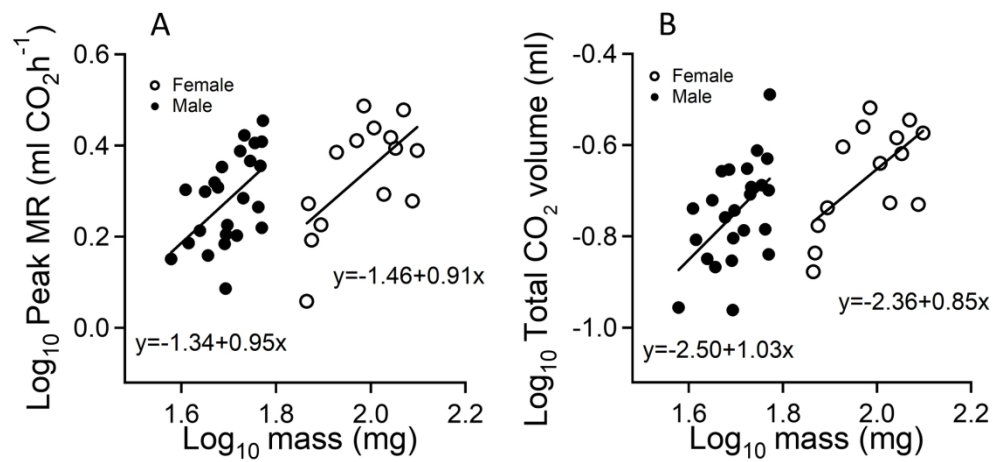 A
Log10 Peak MR (ml CO2h-1)
0.6
0.4
0.2
0.0
Female
Male
y=-1.46+0.91x
y=-1.34+0.95x
1.6 1.8 2.0 2.2
Log10 mass (mg)
B
Log10 Total CO2 volume (ml)
-0.4
-0.6
-0.8
-1.0
Female
Male
y=-2.36+0.85x
y=-2.50+1.03x
1.6 1.8 2.0 2.2
Log10 mass (mg)